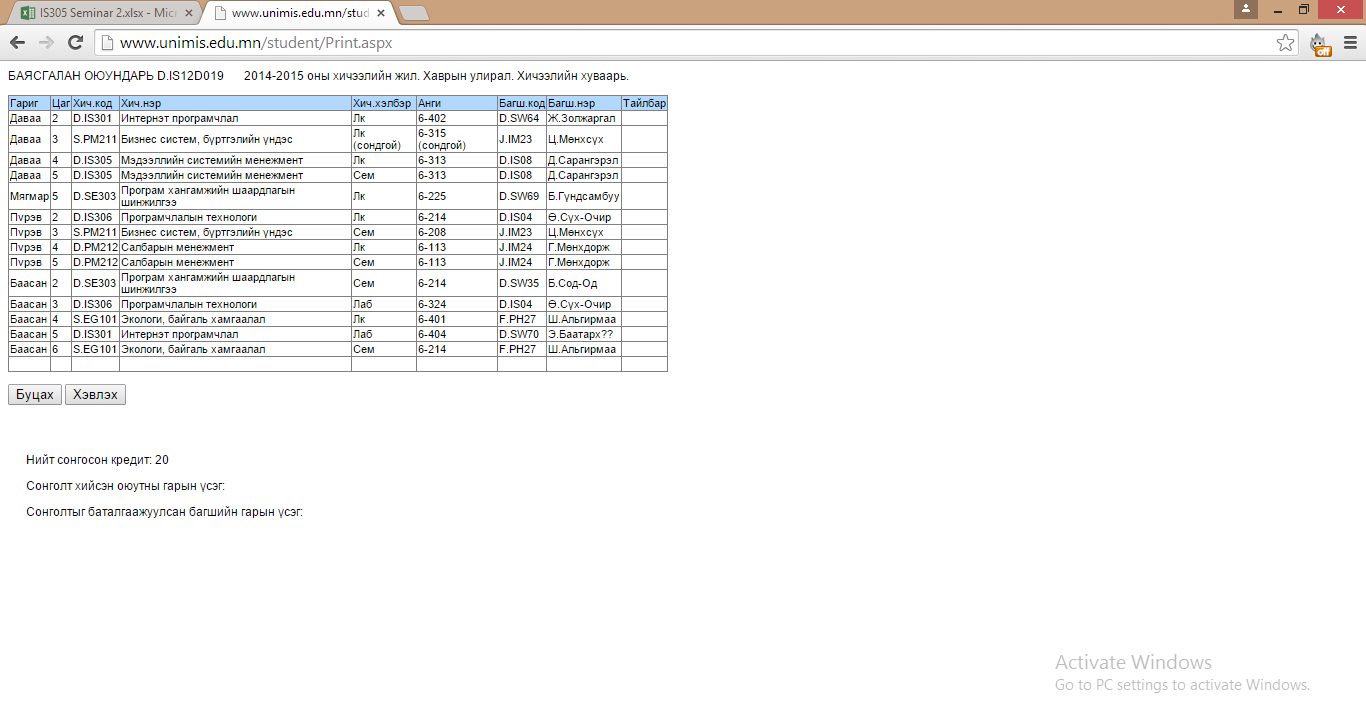 IS305 Seminar 2.xlsx - Micr
www.unimis.edu.mn/stud
www.unimis.edu.mn/student/Print.aspx
off
БАЯСГАЛАН ОЮУНДАРЬ D.IS12D019 2014-2015 оны хичээлийн жил. Хаврын улирал. Хичээлийн хуваарь.
Гариг Цаг Хич.код Хич.нэр Хич.хэлбэр Анги Багш.код Багш.нэр Тайлбар
Даваа 2 D.IS301 Интернэт програмчлал Лк 6-402 D.SW64 Ж.Золжаргал
Даваа 3 S.PM211 Бизнес систем, бүртгэлийн үндэс Лк (сондгой) 6-315 (сондгой) J.IM23 Ц.Мөнхсүх
Даваа 4 D.IS305 Мэдээллийн системийн менежмент Лк 6-313 D.IS08 Д.Сарангэрэл
Даваа 5 D.IS305 Мэдээллийн системийн менежмент Сем 6-313 D.IS08 Д.Сарангэрэл
Мягмар 5 D.SE303 Програм хангамжийн шаардлагын шинжилгээ Лк 6-225 D.SW69 Б.Гүндсамбуу
Пvрэв 2 D.IS306 Програмчлалын технологи Лк 6-214 D.IS04 Ө.Сүх-Очир
Пvрэв 3 S.PM211 Бизнес систем, бүртгэлийн үндэс Сем 6-208 J.IM23 Ц.Мөнхсүх
Пvрэв 4 D.PM212 Салбарын менежмент Лк 6-113 J.IM24 Г.Мөнхдорж
Пvрэв 5 D.PM212 Салбарын менежмент Сем 6-113 J.IM24 Г.Мөнхдорж
Баасан 2 D.SE303 Програм хангамжийн шаардлагын шинжилгээ Сем 6-214 D.SW35 Б.Сод-Од
Баасан 3 D.IS306 Програмчлалын технологи Лаб 6-324 D.IS04 Ө.Сүх-Очир
Баасан 4 S.EG101 Экологи, байгаль хамгаалал Лк 6-401 F.PH27 Ш.Альгирмаа
Баасан 5 D.IS301 Интернэт програмчлал Лаб 6-404 D.SW70 Э.Баатарх??
Баасан 6 S.EG101 Экологи, байгаль хамгаалал Сем 6-214 F.PH27 Ш.Альгирмаа
Буцах Хэвлэх
Нийт сонгосон кредит: 20
Сонголт хийсэн оюутны гарын үсэг:
Сонголтыг баталгаажуулсан багшийн гарын үсэг:
Activate Windows
Go to PC settings to activate Windows.